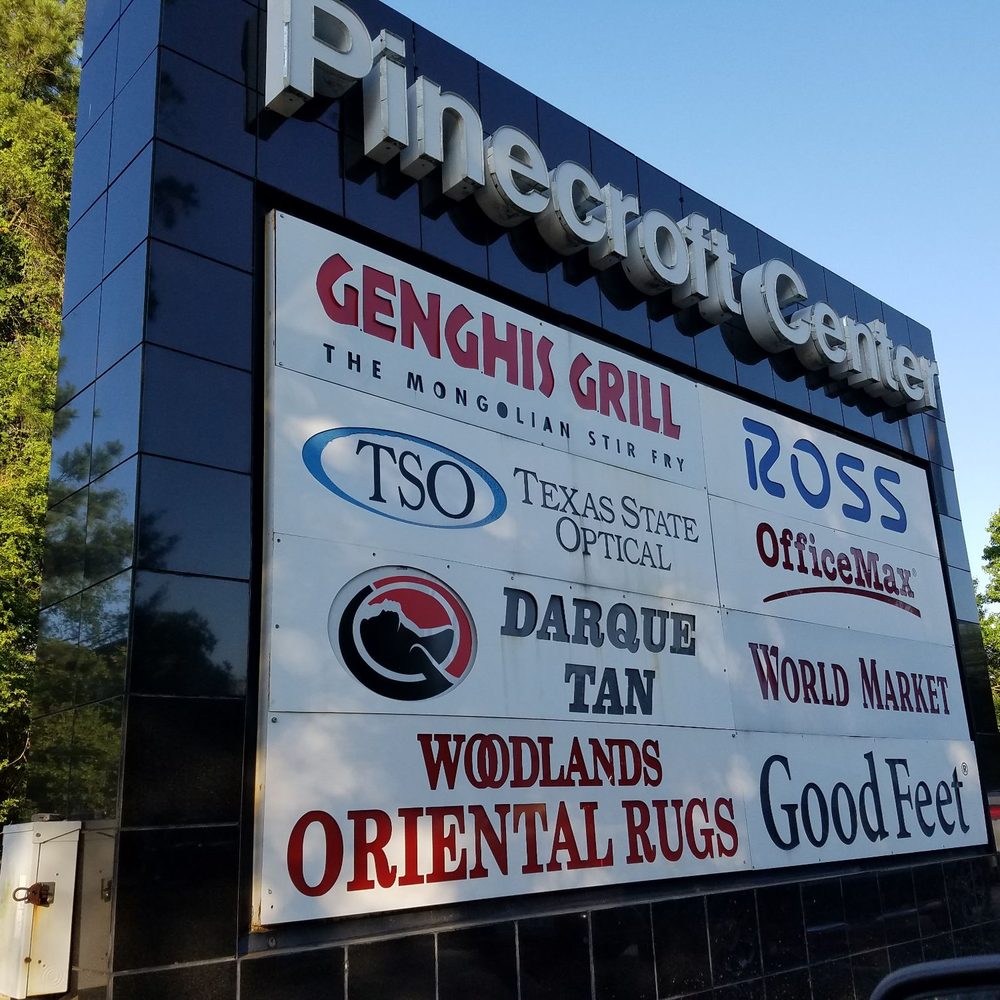 Pinecroft Center
GENGHIS GRILL
THE MONGOLIAN STIR FRY
TSO
TEXAS STATE
OPTICAL
DARQUE
TAN
WOODLANDS
ORIENTAL RUGS
ROSS
OfficeMax®
WORLD MARKET
Good Feet®